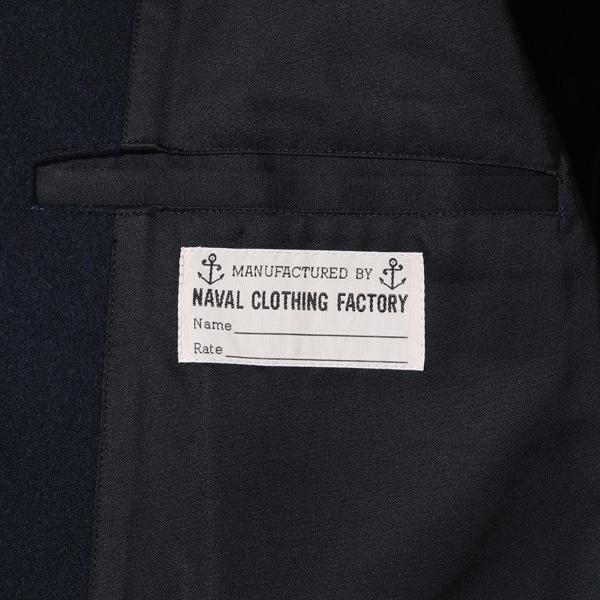 MANUFACTURED BY
NAVAL CLOTHING FACTORY
Name
Rate